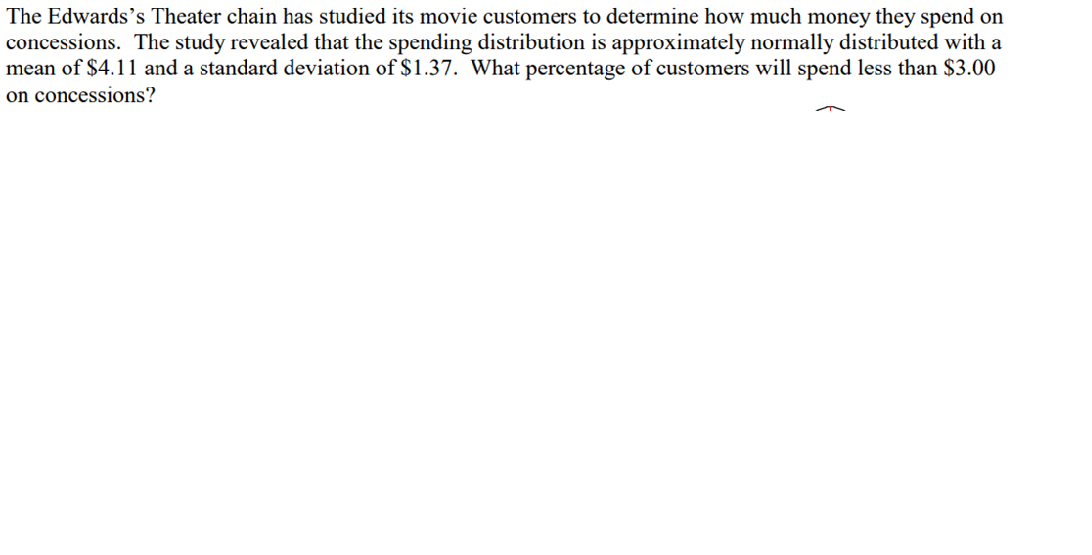 The Edwards’s Theater chain has studied its movie customers to determine how much money they spend on
concessions.  The study revealed that the spending distribution is approximately normally distributed with a
mean of $4.11 and a standard deviation of $1.37.  What percentage of customers will spend less than $3.00
on concessions?